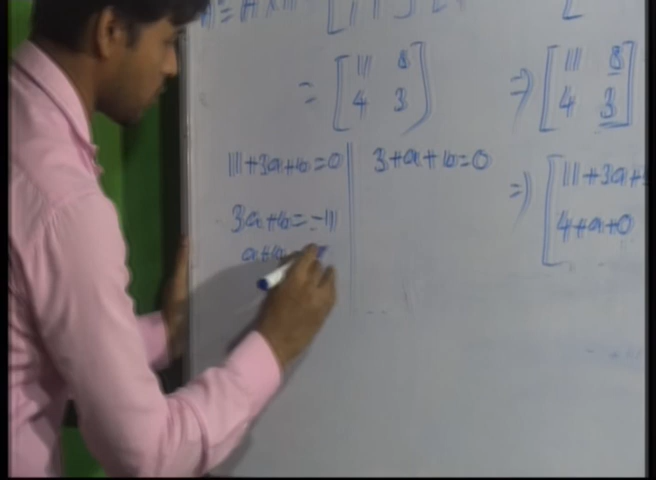 = [11 8
4 3]
⇒ [11 8
4 3]
11+3a+b=0
3+a+b=0
3a+b=-11
a+b
⇒ [11+3a+
4+a+0